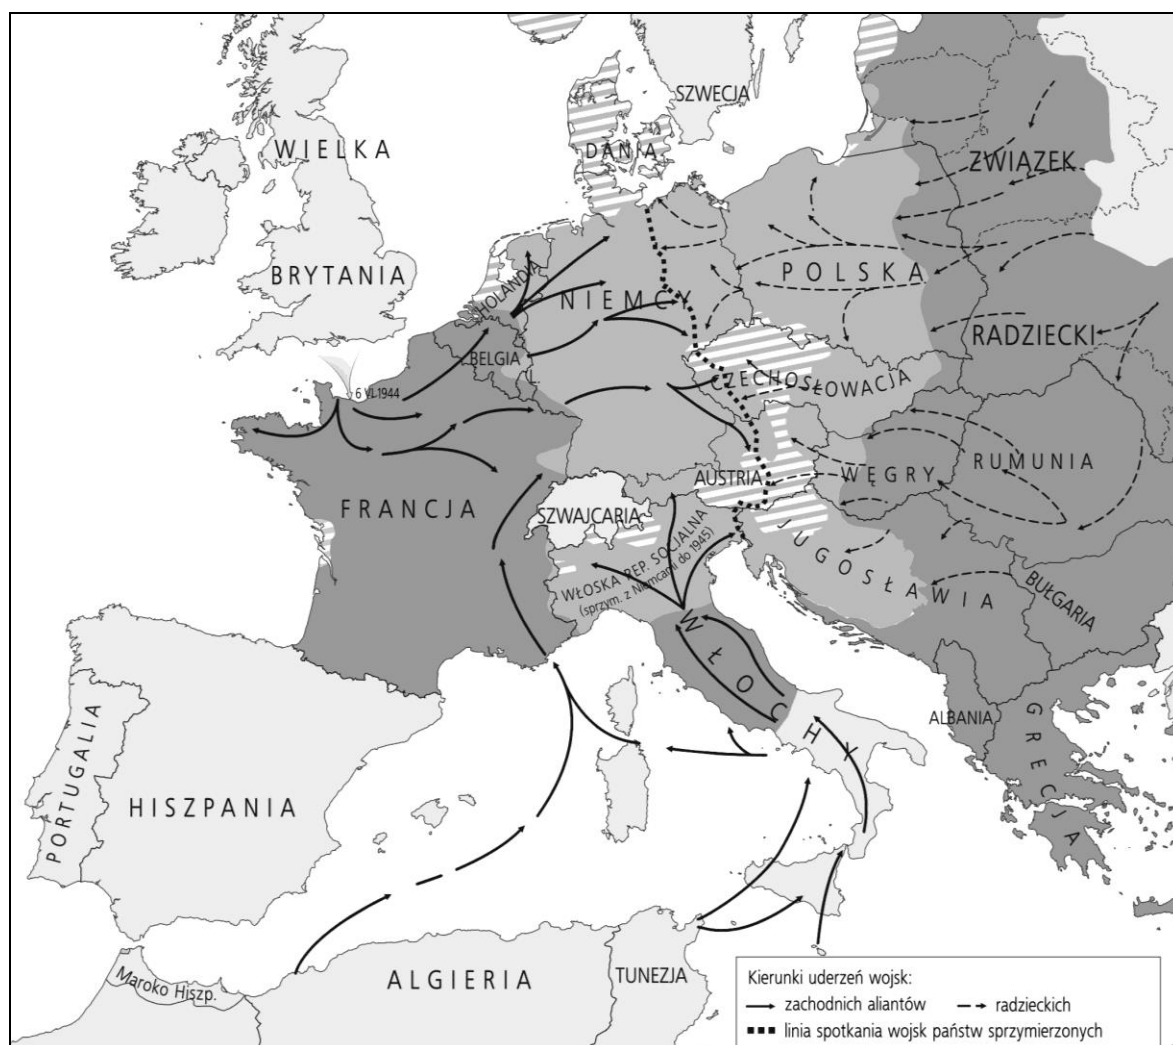 SZWECJA
WIELKA
DANIA
ZWIĄZEK
BRYTANIA
HOLANDIA
NIEMCY
POLSKA
RADZIECKI
BELGIA
CZECHOSŁOWACJA
6 VI 1944
AUSTRIA
WĘGRY
RUMUNIA
FRANCJA
SZWAJCARIA
WŁOSKA REP. SOCJALNA
(sprzym. z Niemcami do 1945)
JUGOSŁAWIA
BUŁGARIA
WŁOCHY
ALBANIA
GRECJA
PORTUGALIA
HISZPANIA
Maroko Hiszp.
ALGIERIA
TUNEZJA
Kierunki uderzeń wojsk:
zachodnich aliantów
radzieckich
linia spotkania wojsk państw sprzymierzonych